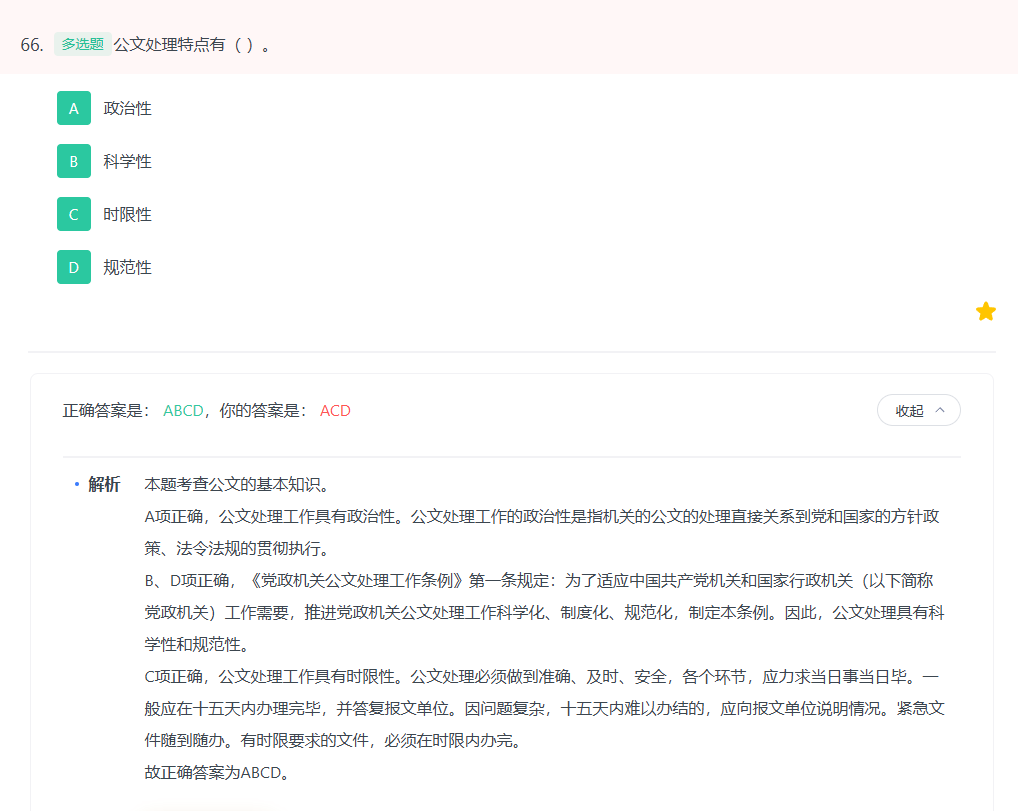 66. 多选题 公文处理特点有（ ）。
A 政治性
B 科学性
C 时限性
D 规范性
正确答案是： ABCD，你的答案是： ACD
收起
解析 本题考查公文的基本知识。
A项正确，公文处理工作具有政治性。公文处理工作的政治性是指机关的公文的处理直接关系到党和国家的方针政
策、法令法规的贯彻执行。
B、D项正确，《党政机关公文处理工作条例》第一条规定：为了适应中国共产党机关和国家行政机关（以下简称
党政机关）工作需要，推进党政机关公文处理工作科学化、制度化、规范化，制定本条例。因此，公文处理具有科
学性和规范性。
C项正确，公文处理工作具有时限性。公文处理必须做到准确、及时、安全，各个环节，应力求当日事当日毕。一
般应在十五天内办理完毕，并答复报文单位。因问题复杂，十五天内难以办结的，应向报文单位说明情况。紧急文
件随到随办。有时限要求的文件，必须在时限内办完。
故正确答案为ABCD。